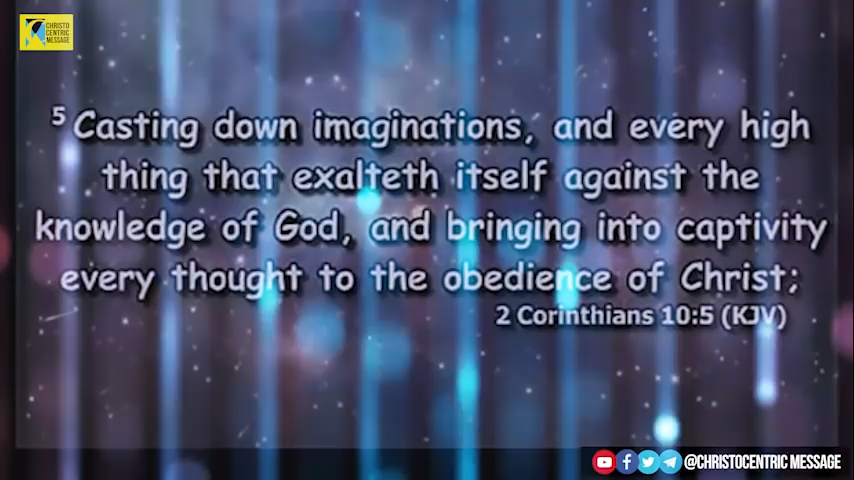 CHRISTO
CENTRIC
MESSAGE
5 Casting down imaginations, and every high
thing that exalteth itself against the
knowledge of God, and bringing into captivity
every thought to the obedience of Christ;
2 Corinthians 10:5 (KJV)
@CHRISTOCENTRIC MESSAGE